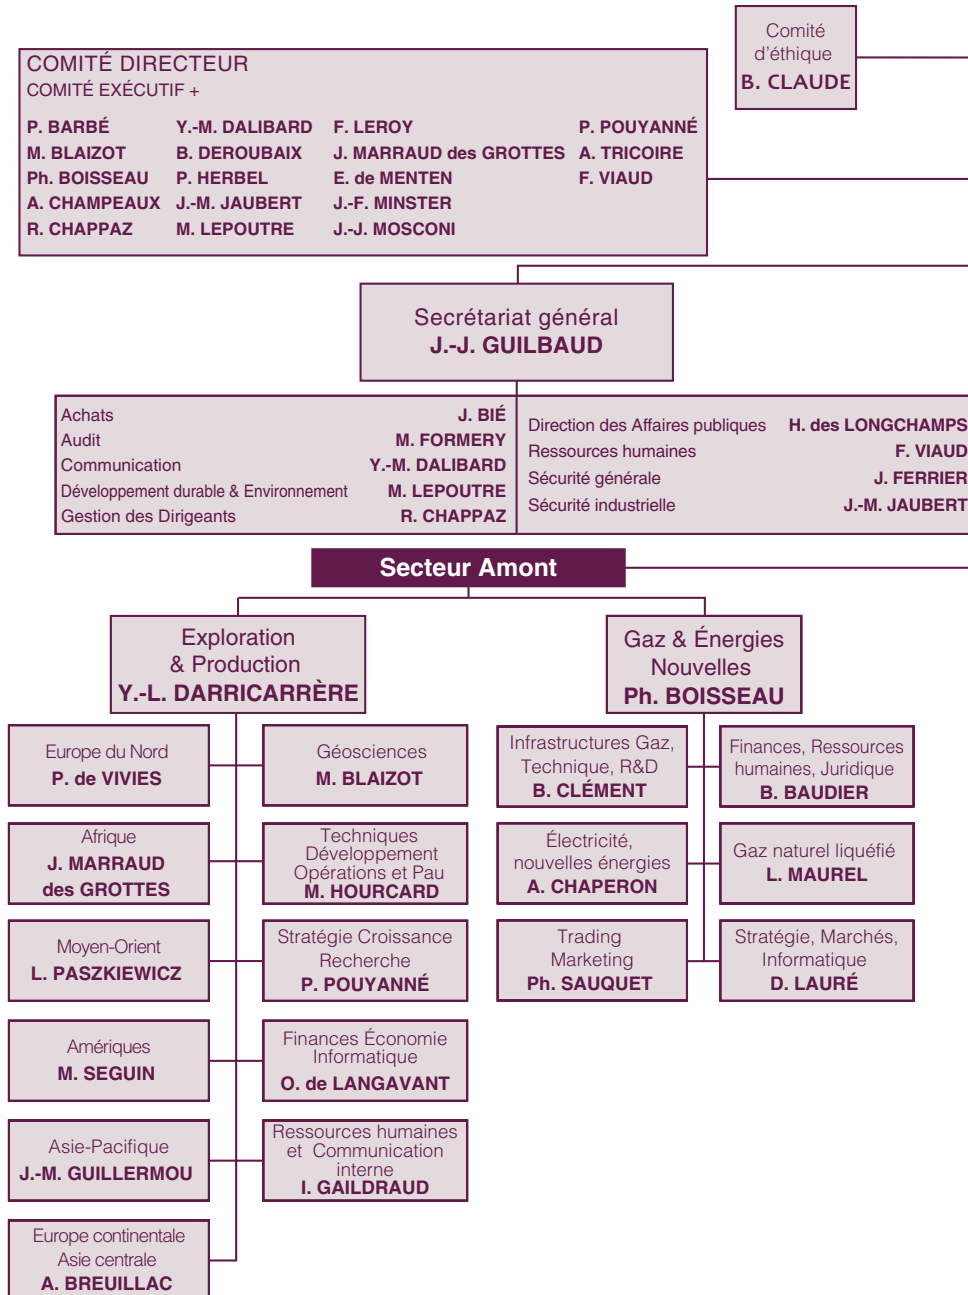 Comité
d'éthique
B. CLAUDE
COMITÉ DIRECTEUR
COMITÉ EXÉCUTIF +
P. BARBÉ Y.-M. DALIBARD F. LEROY P. POUYANNÉ
M. BLAIZOT B. DEROUBAIX J. MARRAUD des GROTTES A. TRICOIRE
Ph. BOISSEAU P. HERBEL E. de MENTEN F. VIAUD
A. CHAMPEAUX J.-M. JAUBERT J.-F. MINSTER
R. CHAPPAZ M. LEPOUTRE J.-J. MOSCONI
Secrétariat général
J.-J. GUILBAUD
Achats J. BIÉ
Audit M. FORMERY
Communication Y.-M. DALIBARD
Développement durable & Environnement M. LEPOUTRE
Gestion des Dirigeants R. CHAPPAZ
Direction des Affaires publiques H. des LONGCHAMPS
Ressources humaines F. VIAUD
Sécurité générale J. FERRIER
Sécurité industrielle J.-M. JAUBERT
Secteur Amont
Exploration
& Production
Y.-L. DARRICARRÈRE
Gaz & Énergies
Nouvelles
Ph. BOISSEAU
Europe du Nord
P. de VIVIES
Géosciences
M. BLAIZOT
Afrique
J. MARRAUD
des GROTTES
Techniques
Développement
Opérations et Pau
M. HOURCARD
Moyen-Orient
L. PASZKIEWICZ
Stratégie Croissance
Recherche
P. POUYANNÉ
Amériques
M. SEGUIN
Finances Économie
Informatique
O. de LANGAVANT
Asie-Pacifique
J.-M. GUILLERMOU
Ressources humaines
et Communication
interne
I. GAILDRAUD
Europe continentale
Asie centrale
A. BREUILLAC
Infrastructures Gaz,
Technique, R&D
B. CLÉMENT
Finances, Ressources
humaines, Juridique
B. BAUDIER
Électricité,
nouvelles énergies
A. CHAPERON
Gaz naturel liquéfié
L. MAUREL
Trading
Marketing
Ph. SAUQUET
Stratégie, Marchés,
Informatique
D. LAURÉ